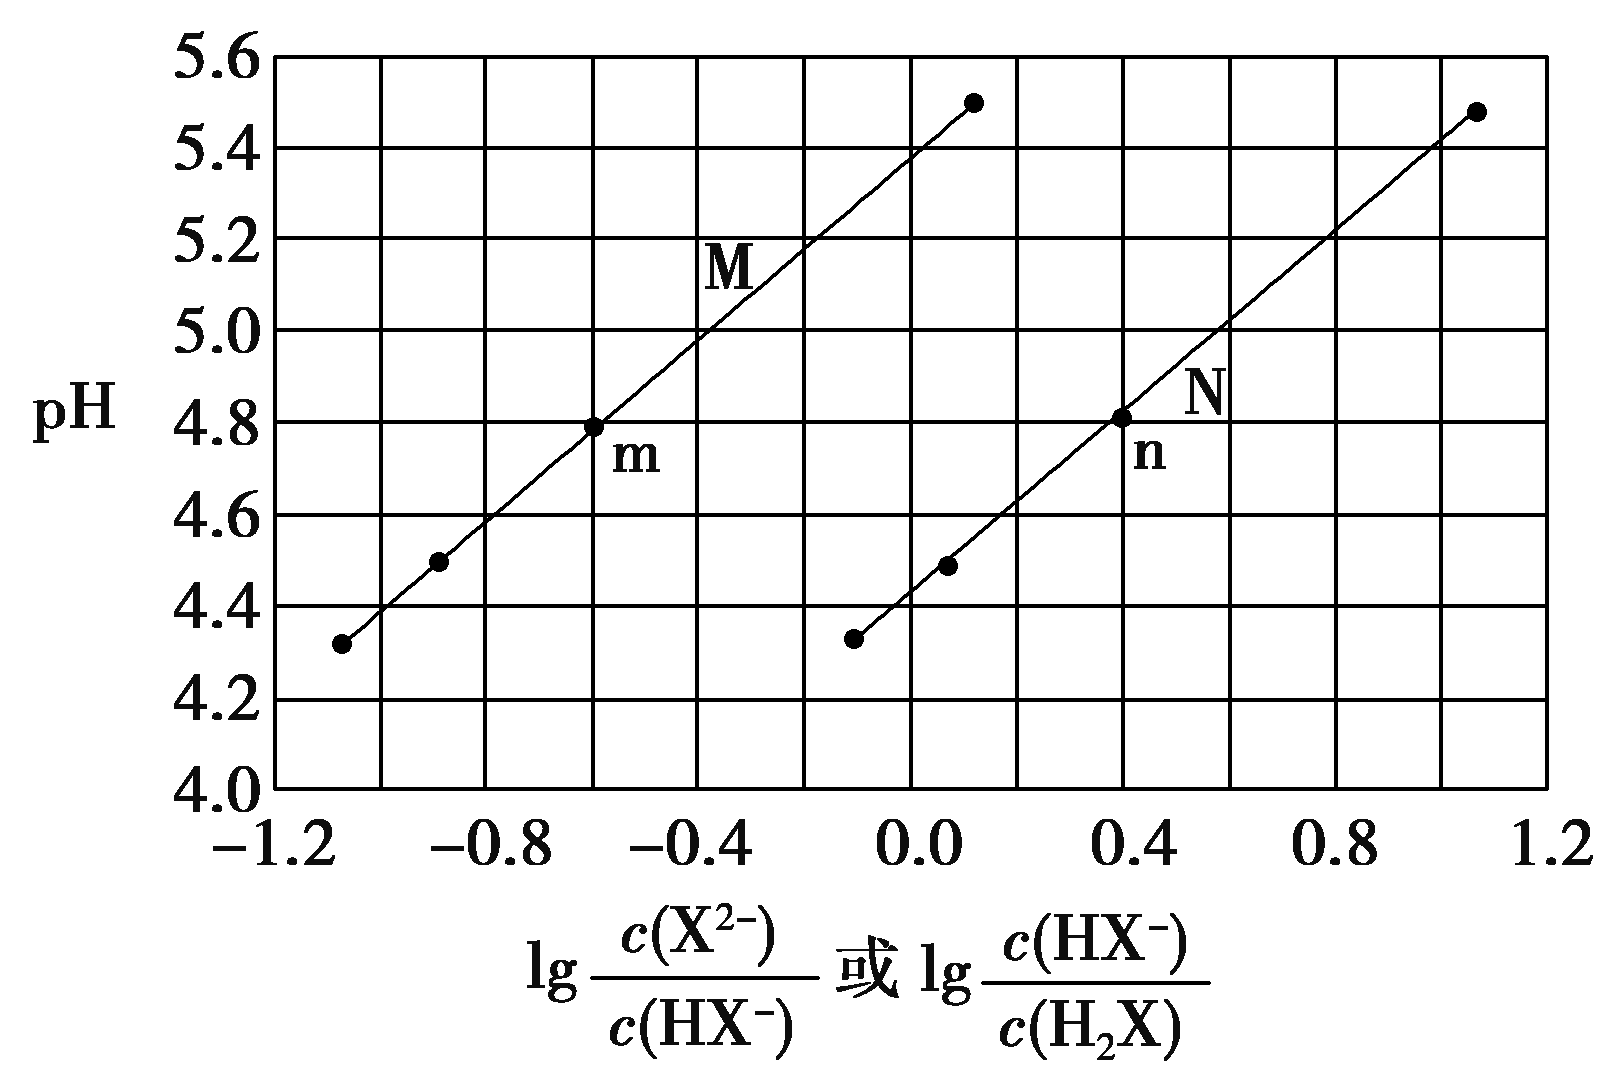 5.6
5.4
5.2
M
5.0
N
pH
4.8
m
n
4.6
4.4
4.2
4.0
−1.2 −0.8 −0.4 0.0 0.4 0.8 1.2
lg c(X²⁻)/c(HX⁻) 或 lg c(HX⁻)/c(H₂X)